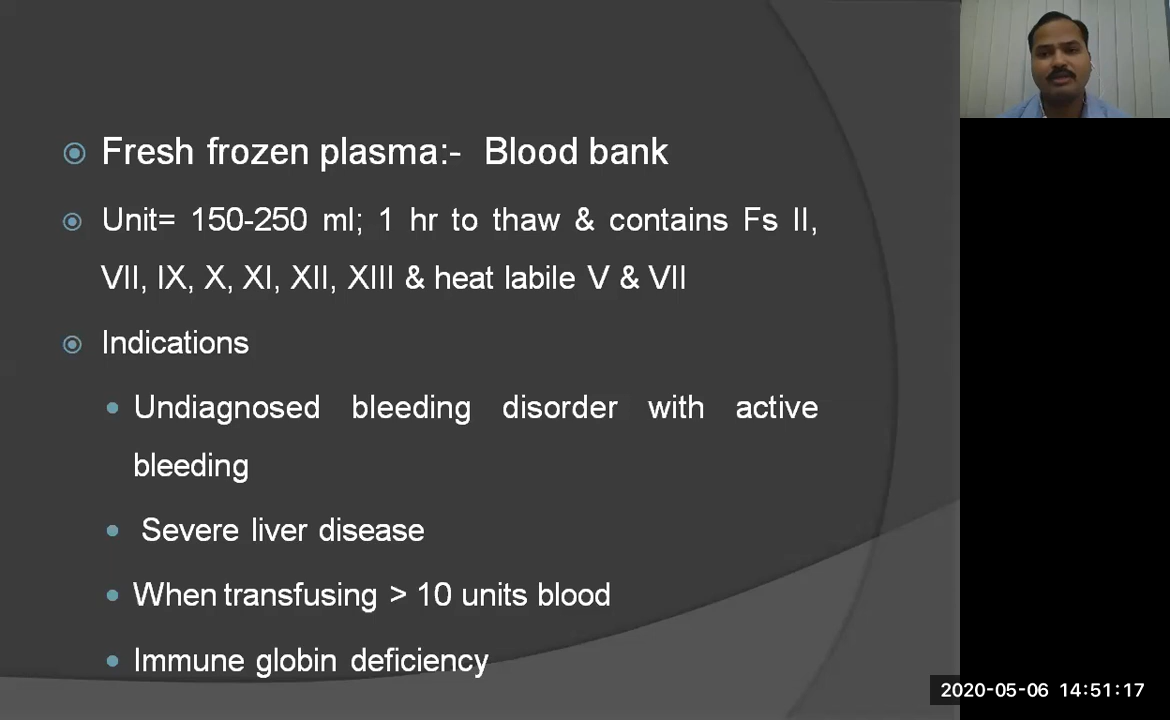 Fresh frozen plasma:- Blood bank
Unit= 150-250 ml; 1 hr to thaw & contains Fs II,
VII, IX, X, XI, XII, XIII & heat labile V & VII
Indications
Undiagnosed bleeding disorder with active
bleeding
Severe liver disease
When transfusing > 10 units blood
Immune globin deficiency
2020-05-06 14:51:17